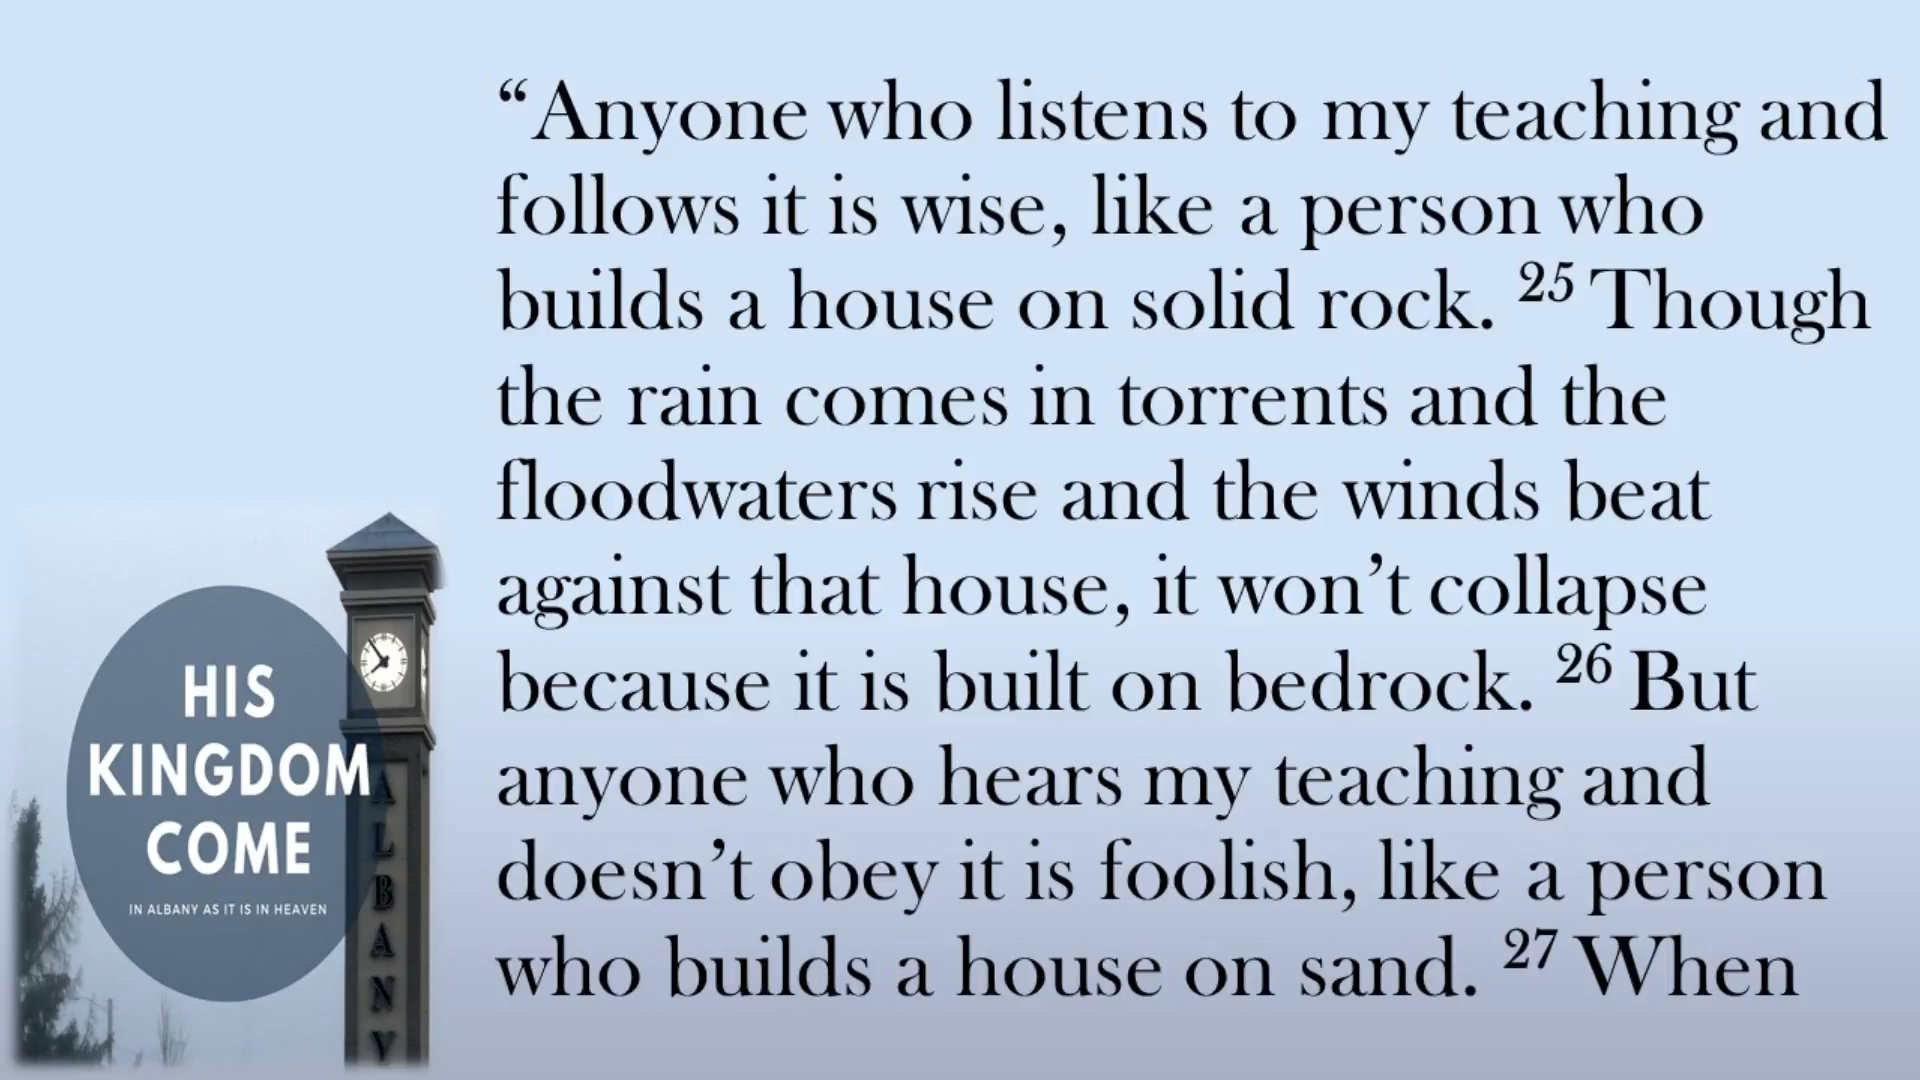 “Anyone who listens to my teaching and
follows it is wise, like a person who
builds a house on solid rock. 25 Though
the rain comes in torrents and the
floodwaters rise and the winds beat
against that house, it won’t collapse
because it is built on bedrock. 26 But
anyone who hears my teaching and
doesn’t obey it is foolish, like a person
who builds a house on sand. 27 When
HIS
KINGDOM
COME
IN ALBANY AS IT IS IN HEAVEN
ALBANY